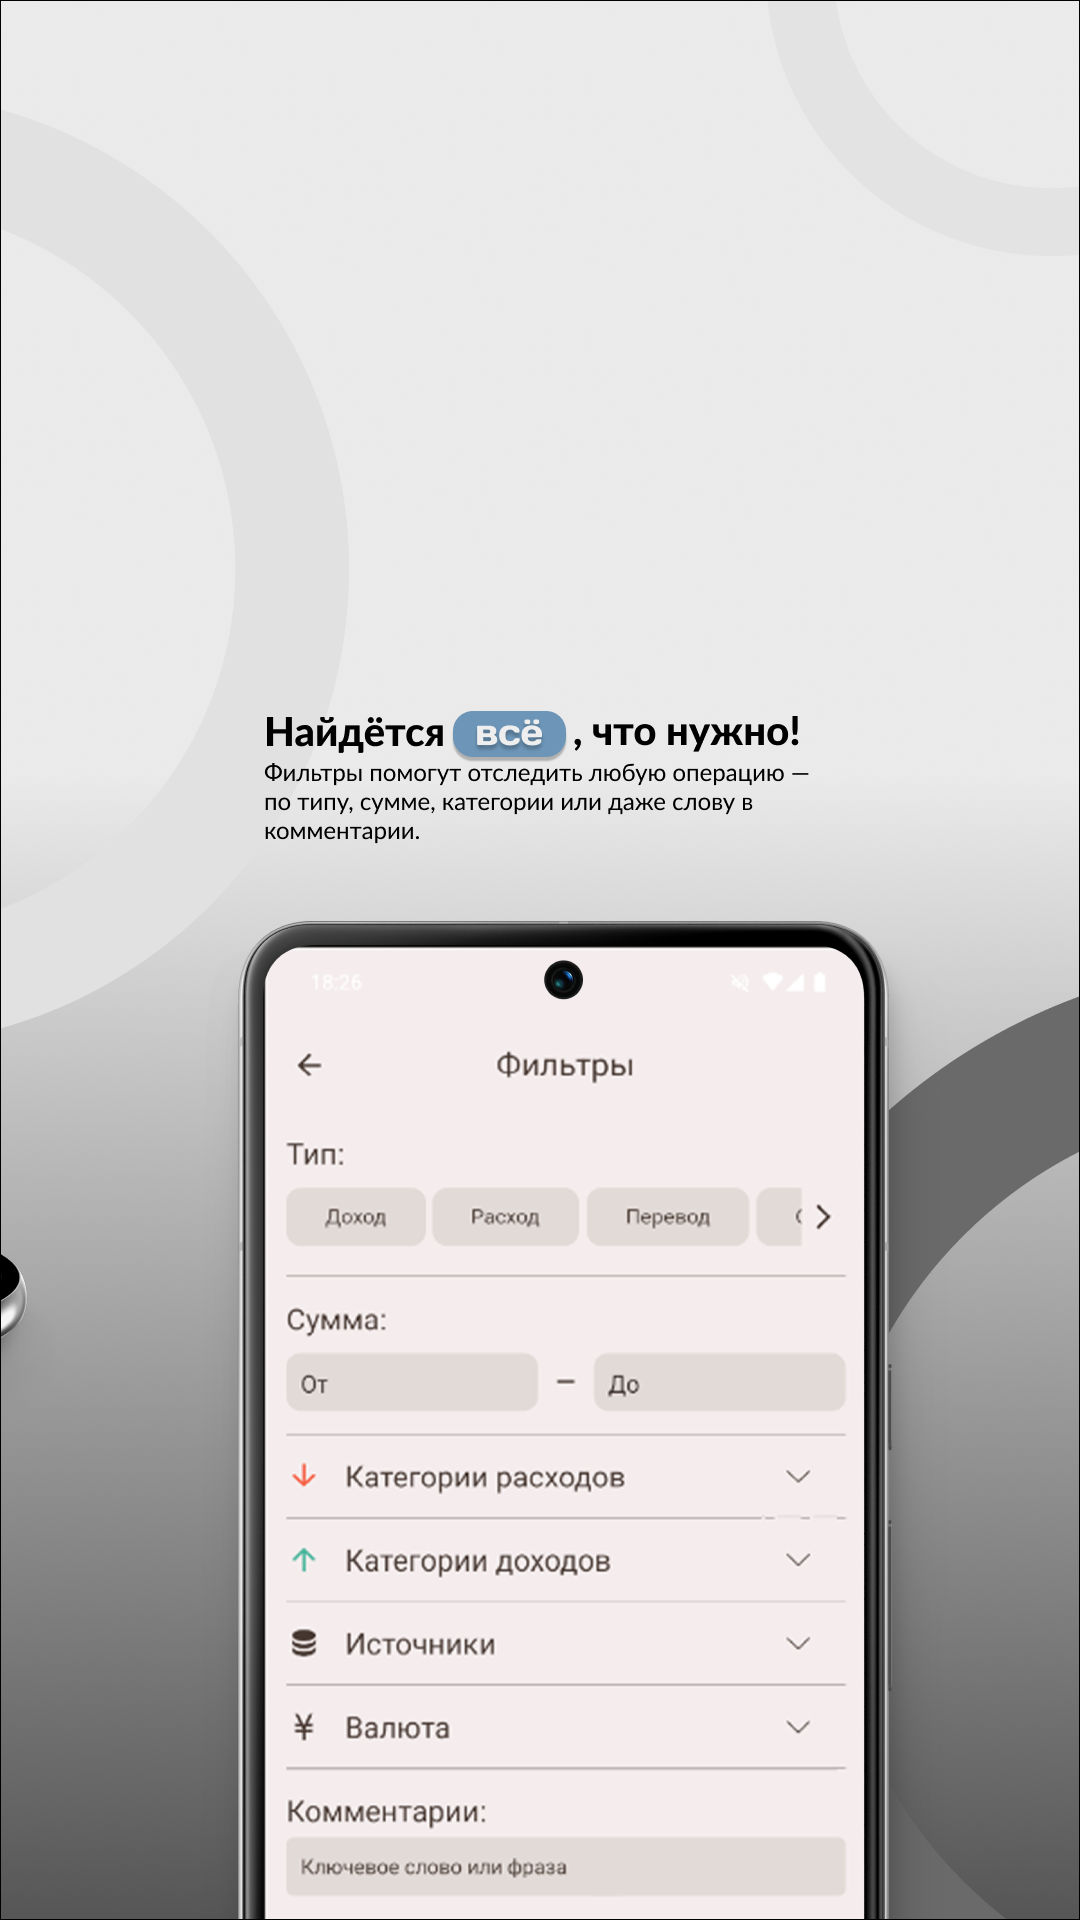 Найдётся всё , что нужно!
Фильтры помогут отследить любую операцию —
по типу, сумме, категории или даже слову в
комментарии.
18:26
Фильтры
Тип:
Доход Расход Перевод
Сумма:
От – До
Категории расходов
Категории доходов
Источники
¥ Валюта
Комментарии:
Ключевое слово или фраза